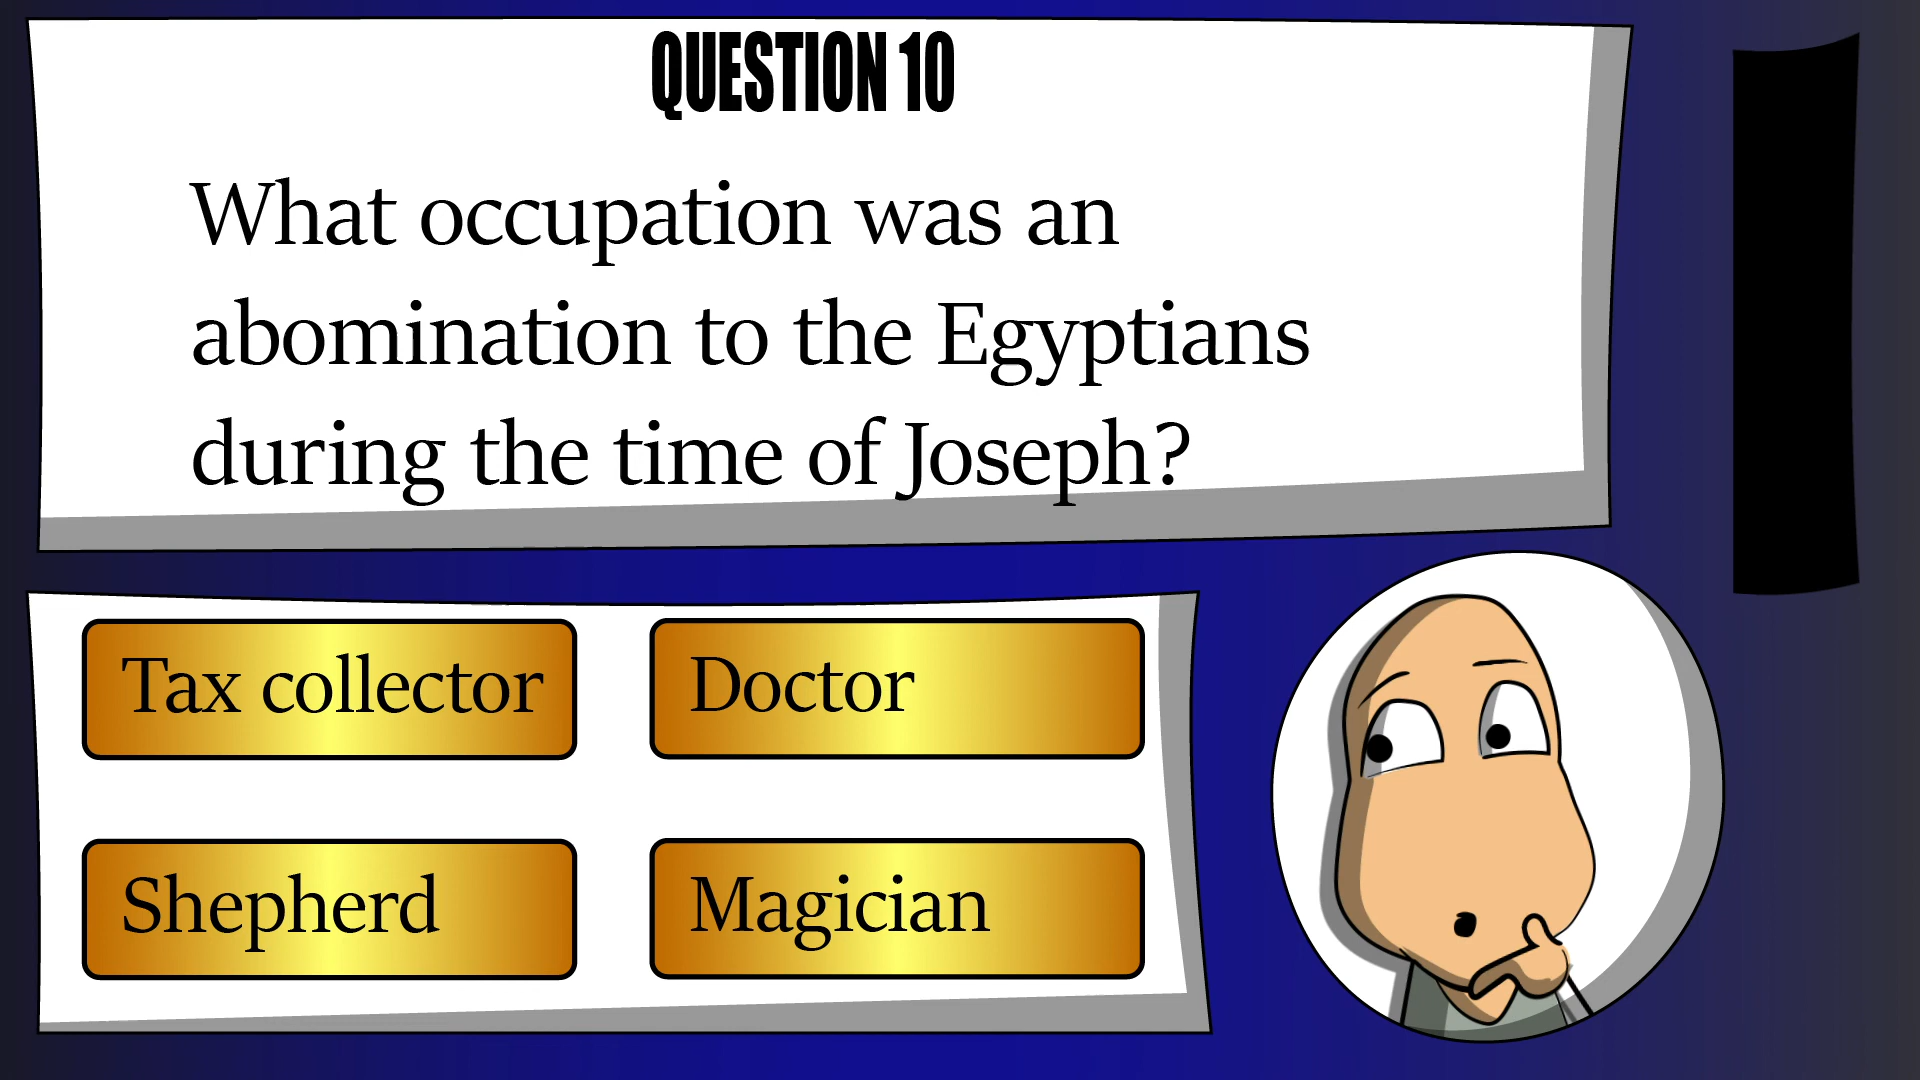 QUESTION 10
What occupation was an
abomination to the Egyptians
during the time of Joseph?
Tax collector
Doctor
Shepherd
Magician